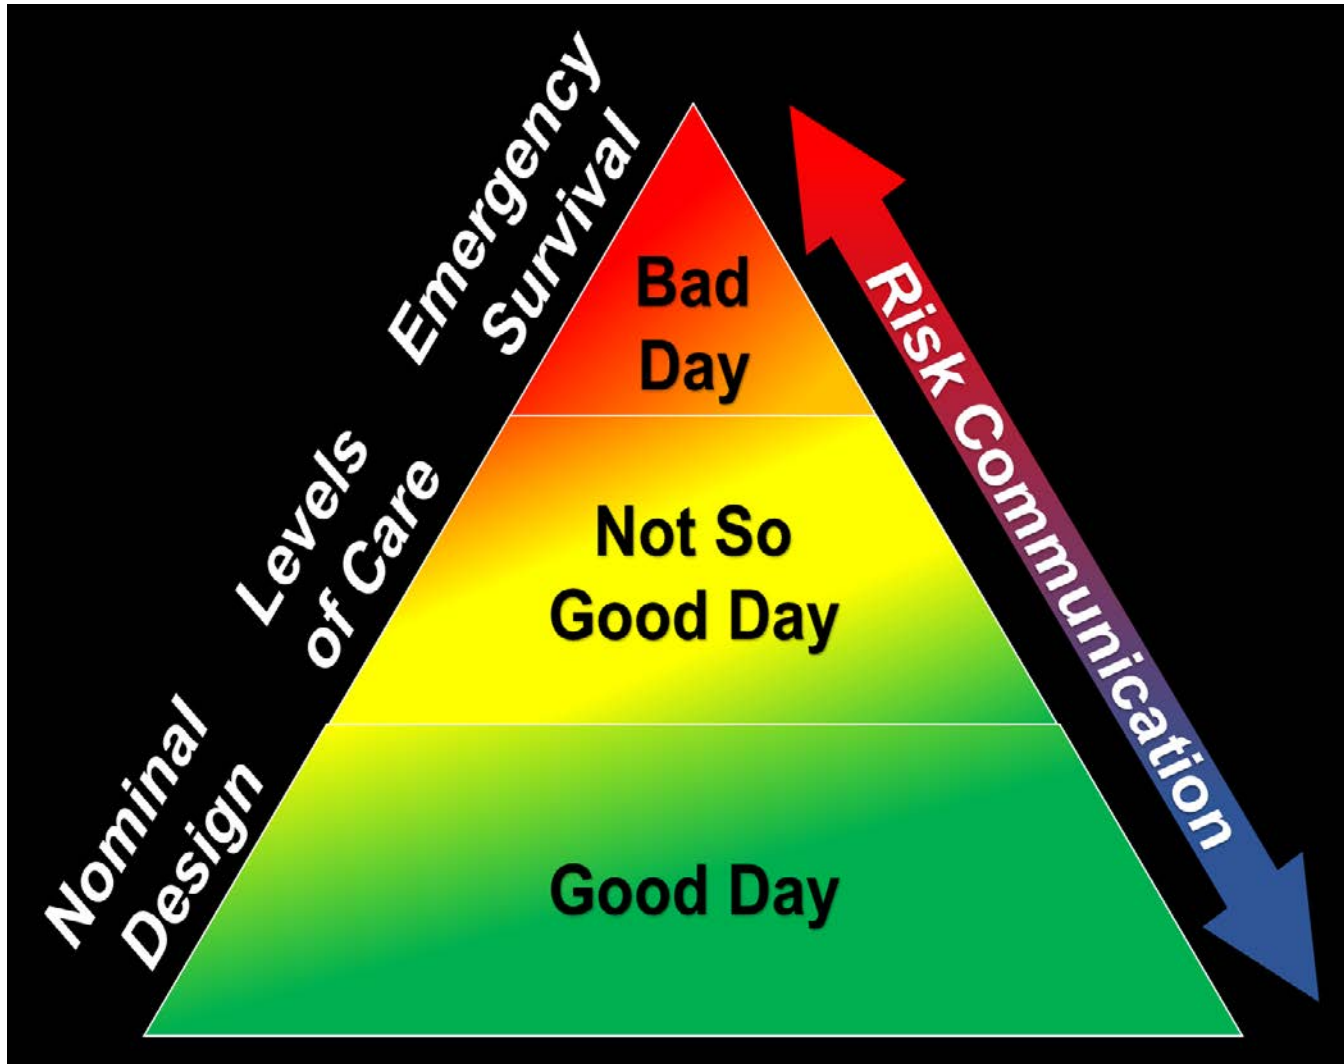 Emergency
Survival
Bad
Day
Risk Communication
Levels
of Care
Not So
Good Day
Nominal
Design
Good Day